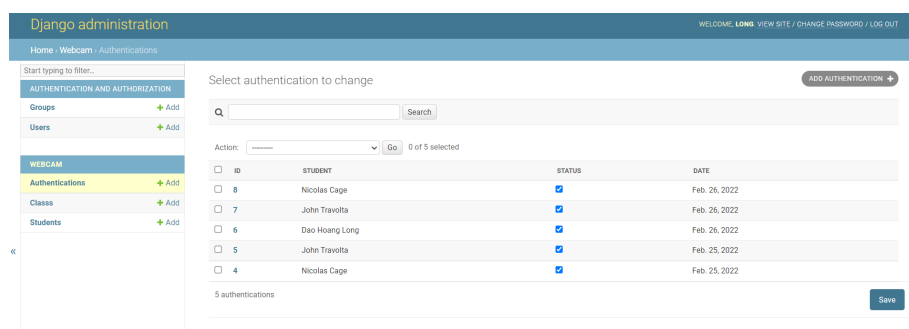 Django administration
WELCOME, LONG. VIEW SITE / CHANGE PASSWORD / LOG OUT
Home › Webcam › Authentications
Start typing to filter...
AUTHENTICATION AND AUTHORIZATION
Groups + Add
Users + Add
WEBCAM
Authentications + Add
Classs + Add
Students + Add
«
Select authentication to change
ADD AUTHENTICATION +
Search
Action: --------- Go 0 of 5 selected
ID STUDENT STATUS DATE
8 Nicolas Cage Feb. 26, 2022
7 John Travolta Feb. 26, 2022
6 Dao Hoang Long Feb. 26, 2022
5 John Travolta Feb. 25, 2022
4 Nicolas Cage Feb. 25, 2022
5 authentications
Save